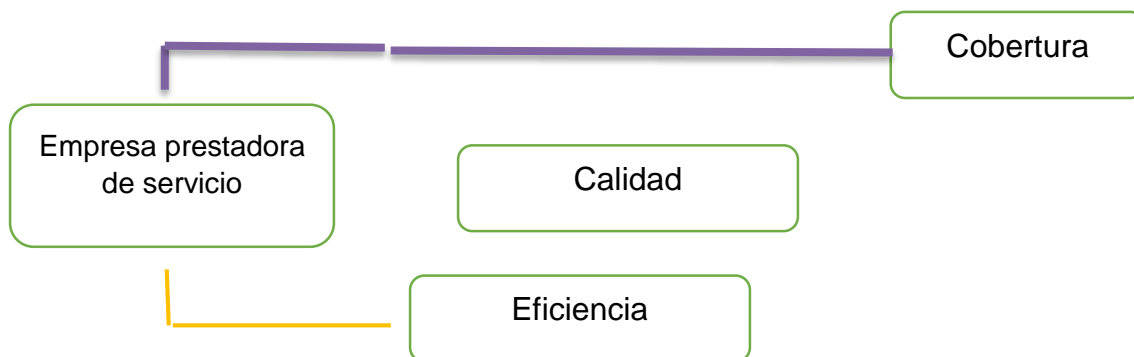 Cobertura
Empresa prestadora
de servicio
Calidad
Eficiencia